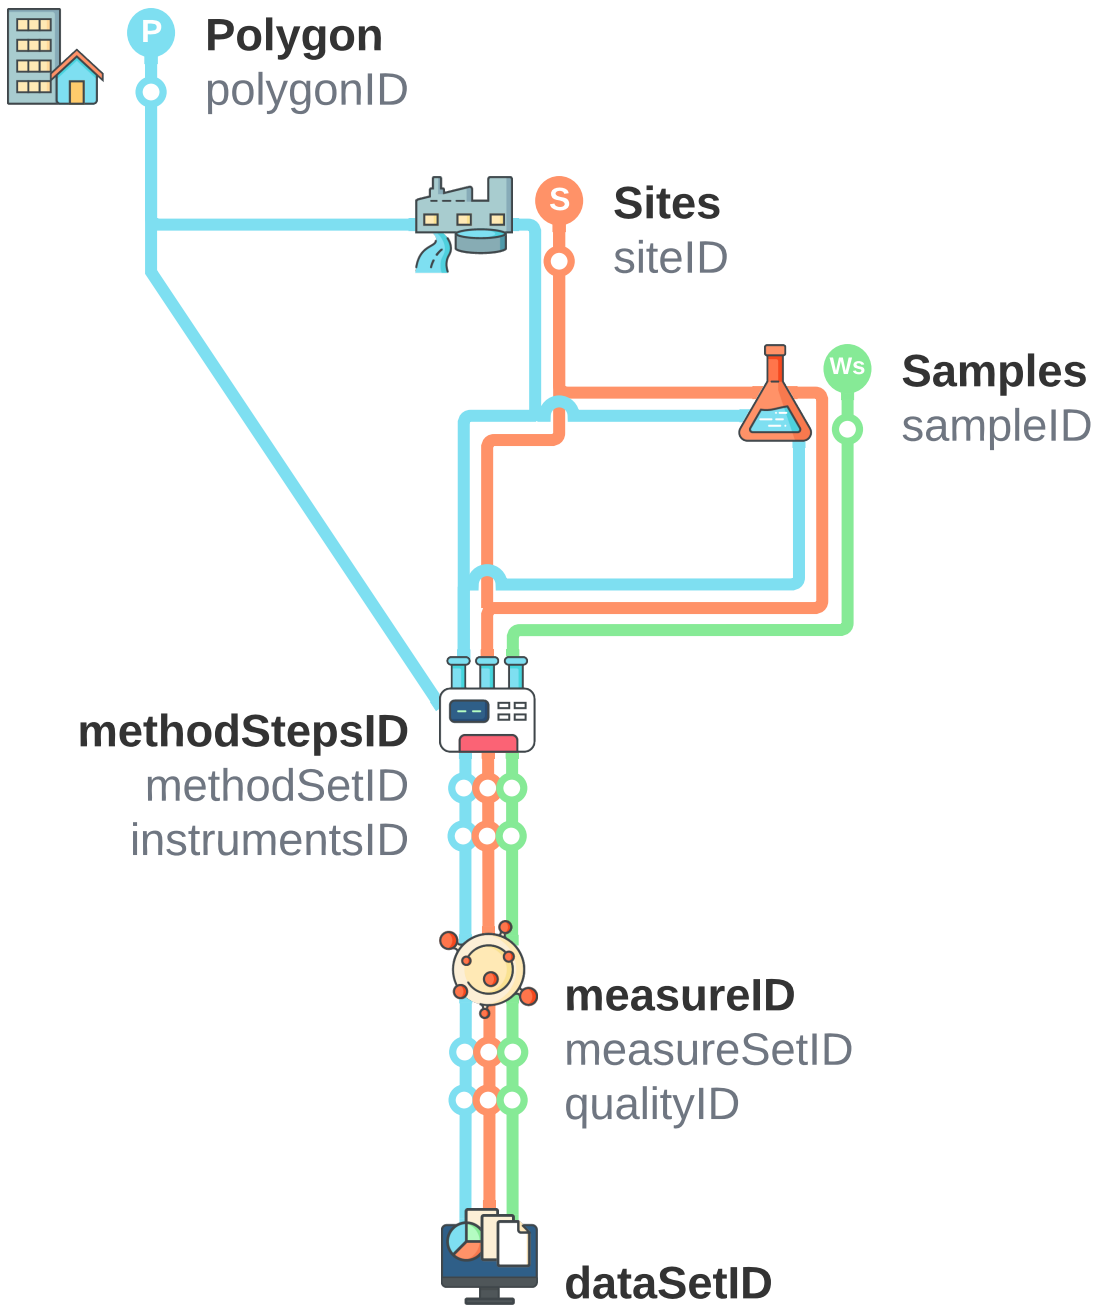 P
Polygon
polygonID
S
Sites
siteID
Ws
Samples
sampleID
methodStepsID
methodSetID
instrumentsID
measureID
measureSetID
qualityID
dataSetID